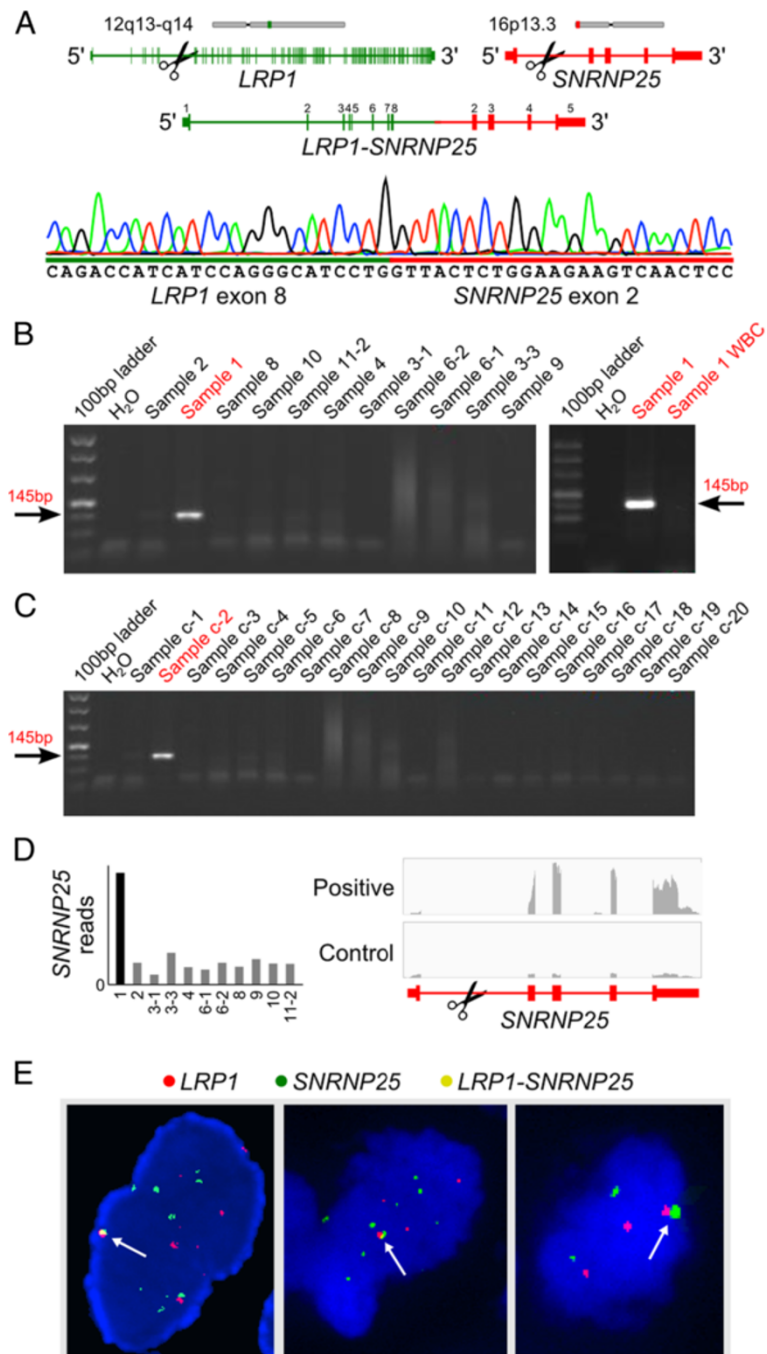 A
12q13-q14
16p13.3
5' 3' 5' 3'
LRP1 SNRNP25
1 2 3 4 5 6 7 8 2 3 4 5
5' 3'
LRP1-SNRNP25
CAGACCATCATCCAGGGCATCCTGGTTACTCTGGAAGAAGTCAACTCC
LRP1 exon 8 SNRNP25 exon 2
B
100bp ladder
H2O
Sample 2
Sample 1
Sample 8
Sample 10
Sample 11-2
Sample 4
Sample 3-1
Sample 6-2
Sample 6-1
Sample 3-3
Sample 9
100bp ladder
H2O
Sample 1
Sample 1 WBC
145bp 145bp
C
100bp ladder
H2O
Sample c-1
Sample c-2
Sample c-3
Sample c-4
Sample c-5
Sample c-6
Sample c-7
Sample c-8
Sample c-9
Sample c-10
Sample c-11
Sample c-12
Sample c-13
Sample c-14
Sample c-15
Sample c-16
Sample c-17
Sample c-18
Sample c-19
Sample c-20
145bp
D
SNRNP25
reads
0
1 2 3-1 3-3 4 6-1 6-2 8 9 10 11-2
Positive
Control
SNRNP25
E
LRP1 SNRNP25 LRP1-SNRNP25